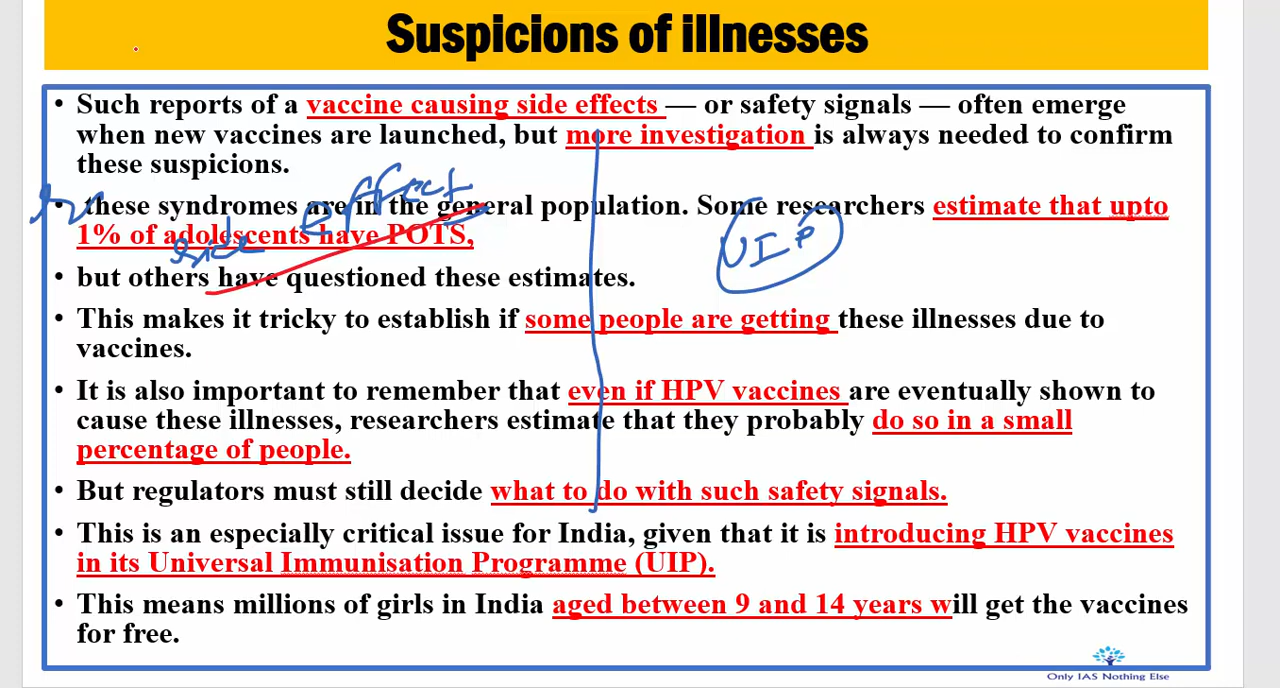 Suspicions of illnesses
• Such reports of a vaccine causing side effects — or safety signals — often emerge
when new vaccines are launched, but more investigation is always needed to confirm
these suspicions.
• these syndromes are in the general population. Some researchers estimate that upto
1% of adolescents have POTS,
side effect
UIP
• but others have questioned these estimates.
• This makes it tricky to establish if some people are getting these illnesses due to
vaccines.
• It is also important to remember that even if HPV vaccines are eventually shown to
cause these illnesses, researchers estimate that they probably do so in a small
percentage of people.
• But regulators must still decide what to do with such safety signals.
• This is an especially critical issue for India, given that it is introducing HPV vaccines
in its Universal Immunisation Programme (UIP).
• This means millions of girls in India aged between 9 and 14 years will get the vaccines
for free.
Only IAS Nothing Else